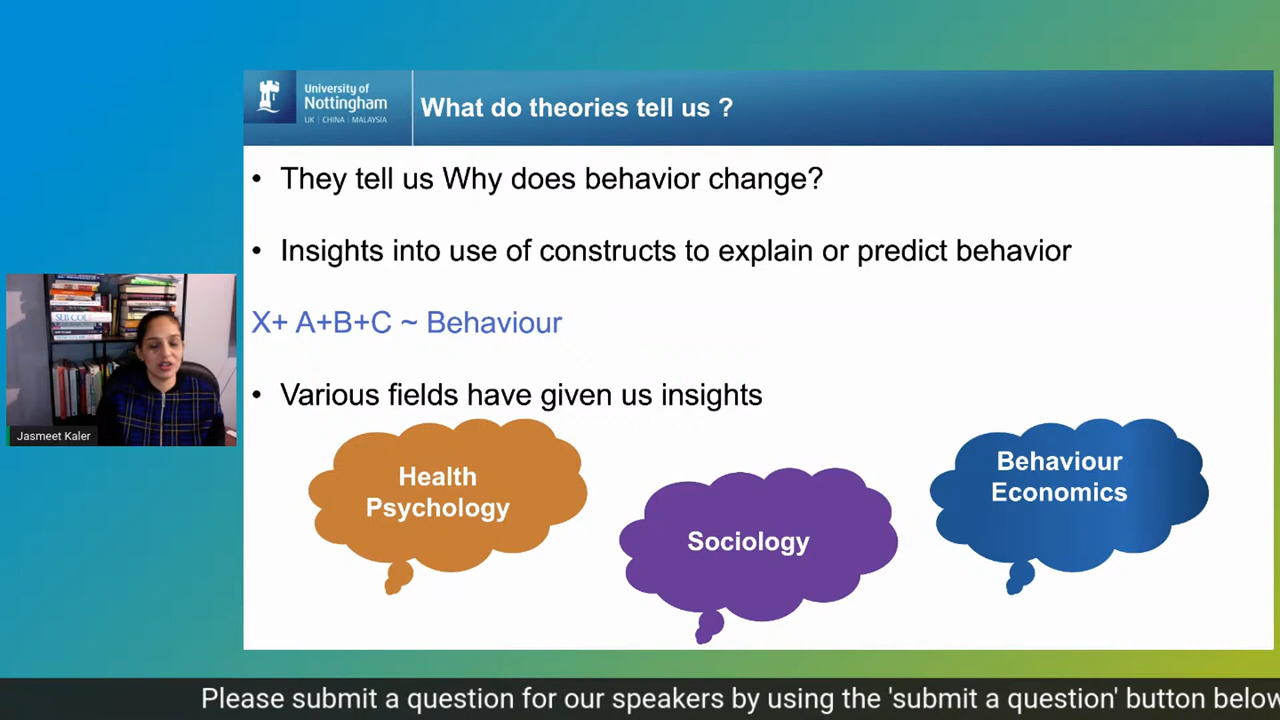 University of
Nottingham
UK | CHINA | MALAYSIA
What do theories tell us ?
• They tell us Why does behavior change?
• Insights into use of constructs to explain or predict behavior
X+ A+B+C ~ Behaviour
• Various fields have given us insights
Health
Psychology
Sociology
Behaviour
Economics
Jasmeet Kaler
Please submit a question for our speakers by using the 'submit a question' button below